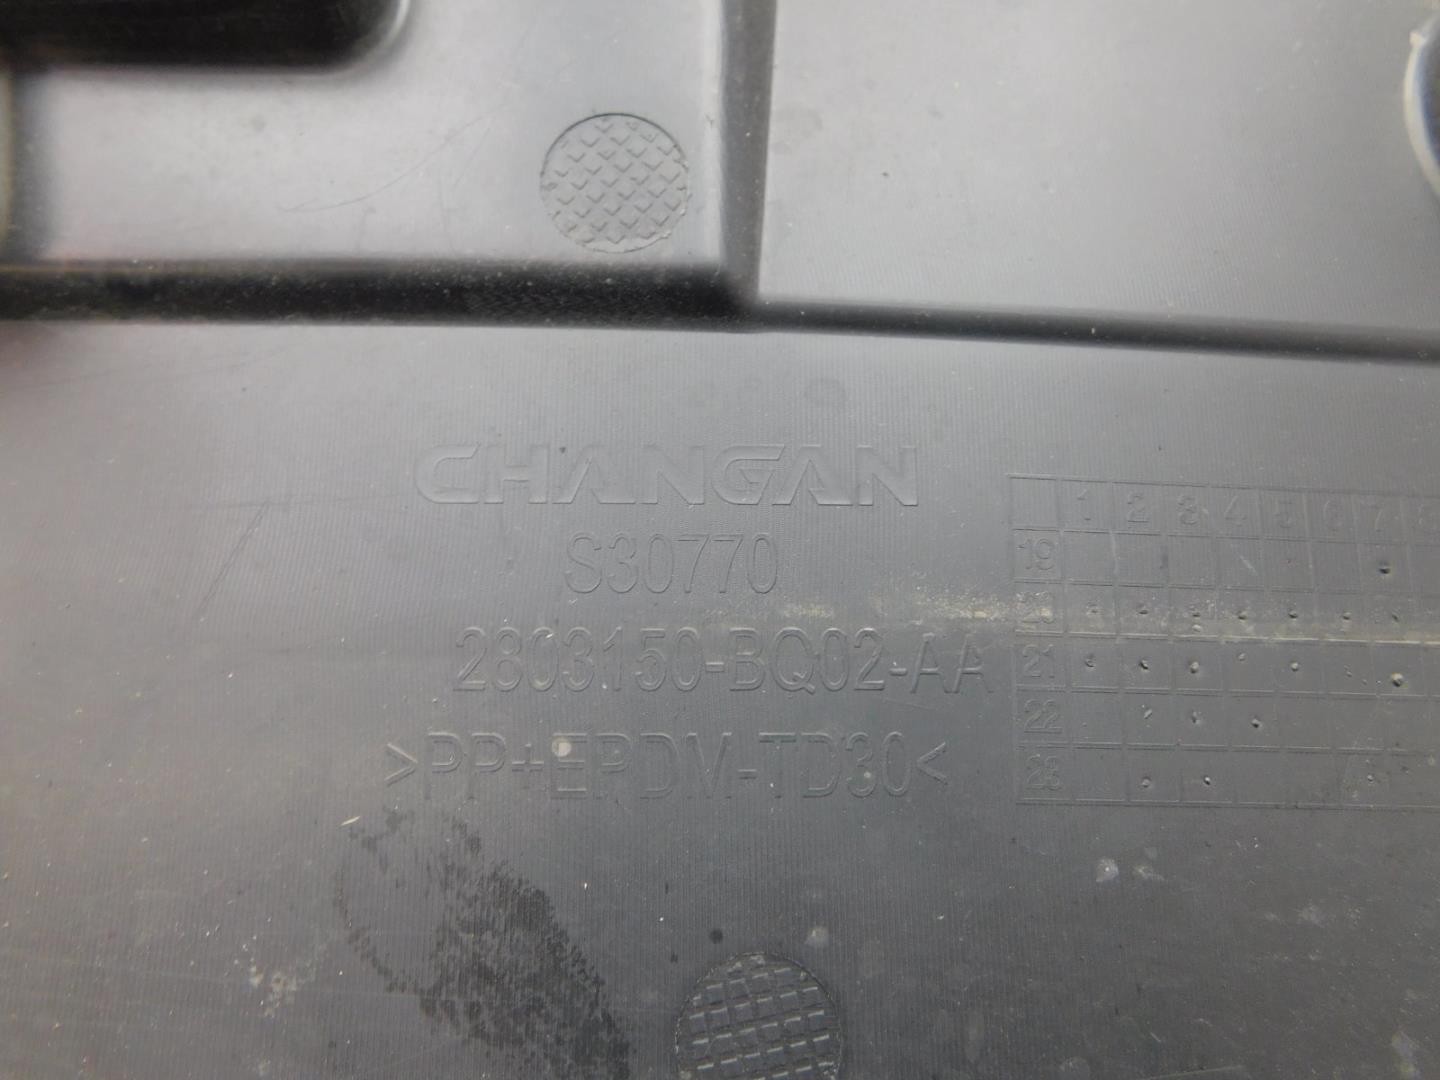 CHANGAN
S30770
2803150-BQ02-AA
>PP+EPDM-TD30<
1 2 3 4 5 6 7 8
19
20
21
22
23